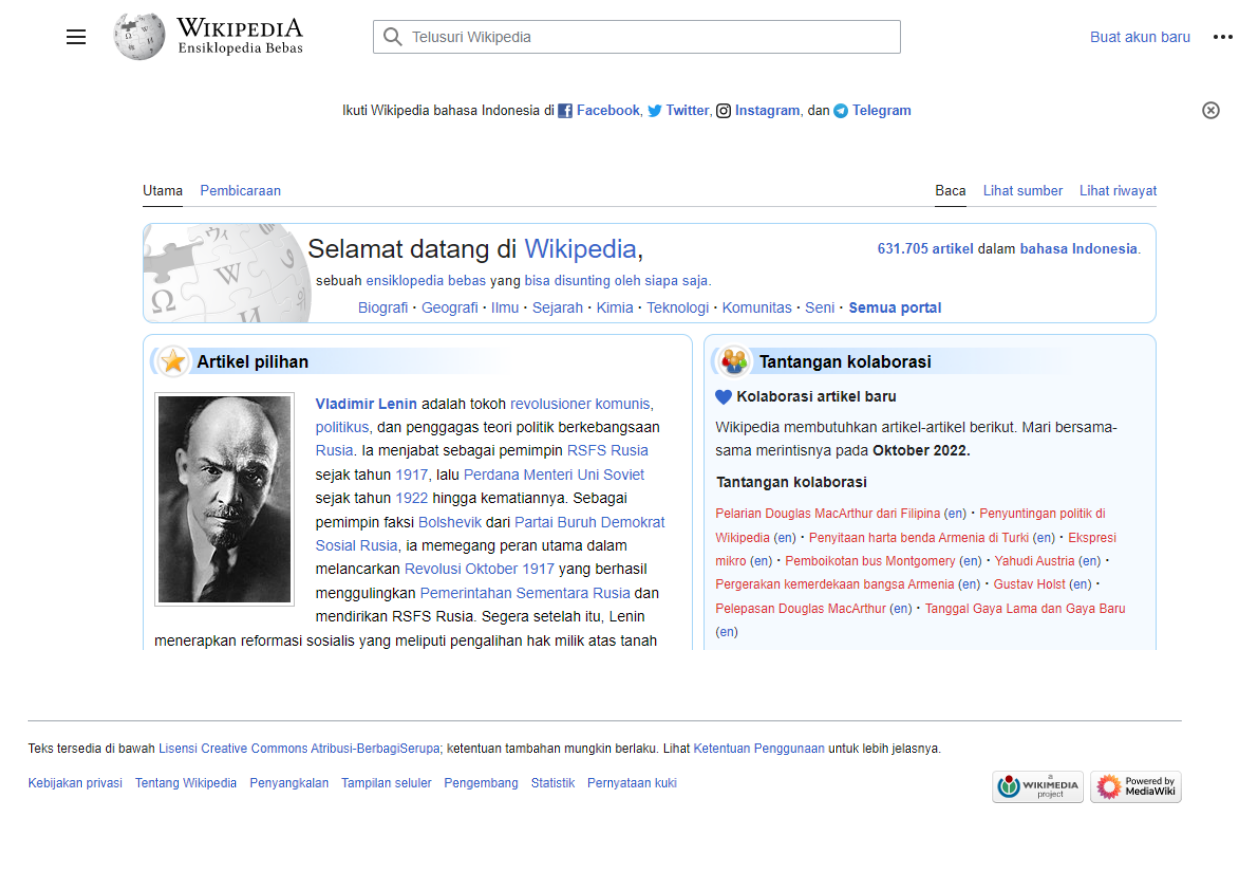 WIKIPEDIA
Ensiklopedia Bebas
Telusuri Wikipedia
Buat akun baru
Ikuti Wikipedia bahasa Indonesia di Facebook, Twitter, Instagram, dan Telegram
Utama Pembicaraan
Baca Lihat sumber Lihat riwayat
Selamat datang di Wikipedia,
631.705 artikel dalam bahasa Indonesia.
sebuah ensiklopedia bebas yang bisa disunting oleh siapa saja.
Biografi · Geografi · Ilmu · Sejarah · Kimia · Teknologi · Komunitas · Seni · Semua portal
Artikel pilihan
Vladimir Lenin adalah tokoh revolusioner komunis,
politikus, dan penggagas teori politik berkebangsaan
Rusia. Ia menjabat sebagai pemimpin RSFS Rusia
sejak tahun 1917, lalu Perdana Menteri Uni Soviet
sejak tahun 1922 hingga kematiannya. Sebagai
pemimpin faksi Bolshevik dari Partai Buruh Demokrat
Sosial Rusia, ia memegang peran utama dalam
melancarkan Revolusi Oktober 1917 yang berhasil
menggulingkan Pemerintahan Sementara Rusia dan
mendirikan RSFS Rusia. Segera setelah itu, Lenin
menerapkan reformasi sosialis yang meliputi pengalihan hak milik atas tanah
Tantangan kolaborasi
Kolaborasi artikel baru
Wikipedia membutuhkan artikel-artikel berikut. Mari bersama-
sama merintisnya pada Oktober 2022.
Tantangan kolaborasi
Pelarian Douglas MacArthur dari Filipina (en) · Penyuntingan politik di
Wikipedia (en) · Penyitaan harta benda Armenia di Turki (en) · Ekspresi
mikro (en) · Pemboikotan bus Montgomery (en) · Yahudi Austria (en) ·
Pergerakan kemerdekaan bangsa Armenia (en) · Gustav Holst (en) ·
Pelepasan Douglas MacArthur (en) · Tanggal Gaya Lama dan Gaya Baru
(en)
Teks tersedia di bawah Lisensi Creative Commons Atribusi-BerbagiSerupa; ketentuan tambahan mungkin berlaku. Lihat Ketentuan Penggunaan untuk lebih jelasnya.
Kebijakan privasi Tentang Wikipedia Penyangkalan Tampilan seluler Pengembang Statistik Pernyataan kuki
a
WIKIMEDIA
project
Powered by
MediaWiki